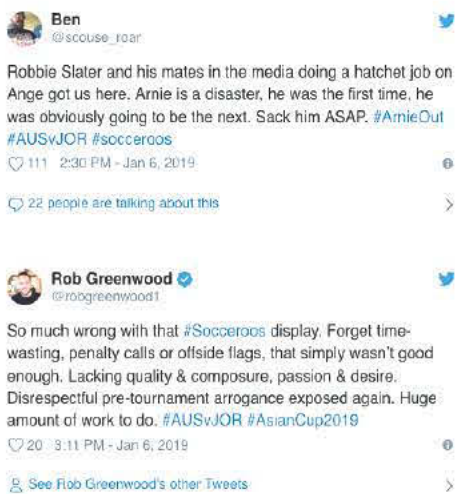 Ben
@scouse_roar
Robbie Slater and his mates in the media doing a hatchet job on
Ange got us here. Arnie is a disaster, he was the first time, he
was obviously going to be the next. Sack him ASAP. #ArnieOut
#AUSvJOR #socceroos
111 2:30 PM - Jan 6, 2019
22 people are talking about this
Rob Greenwood
@robgreenwood1
So much wrong with that #Socceroos display. Forget time-
wasting, penalty calls or offside flags, that simply wasn't good
enough. Lacking quality & composure, passion & desire.
Disrespectful pre-tournament arrogance exposed again. Huge
amount of work to do. #AUSvJOR #AsianCup2019
20 3:11 PM - Jan 6, 2019
See Rob Greenwood's other Tweets